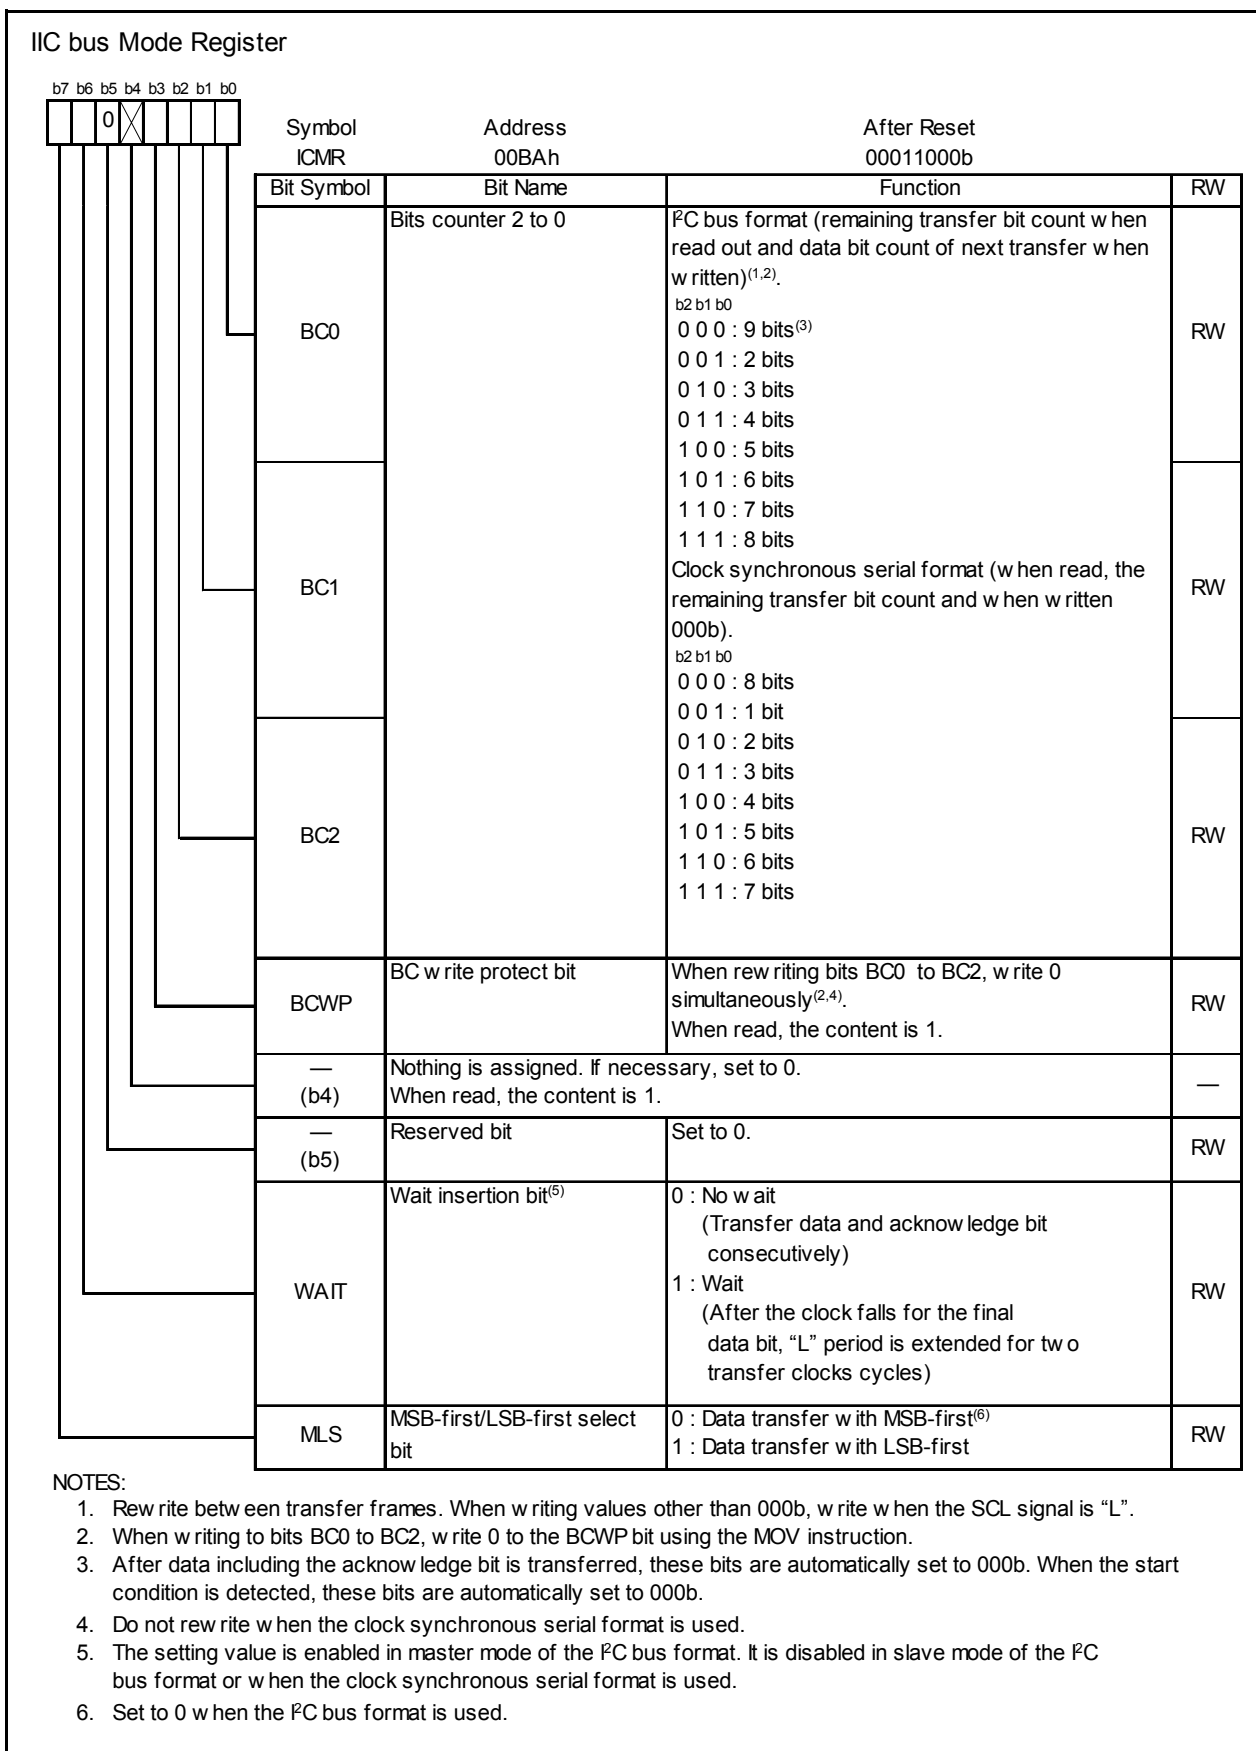 IIC bus Mode Register
b7 b6 b5 b4 b3 b2 b1 b0
0
Symbol Address After Reset
ICMR 00BAh 00011000b
Bit Symbol Bit Name Function RW
BC0
Bits counter 2 to 0
I²C bus format (remaining transfer bit count when
read out and data bit count of next transfer when
written)(1,2).
b2 b1 b0
0 0 0 : 9 bits(3)
0 0 1 : 2 bits
0 1 0 : 3 bits
0 1 1 : 4 bits
1 0 0 : 5 bits
RW
BC1
1 0 1 : 6 bits
1 1 0 : 7 bits
1 1 1 : 8 bits
Clock synchronous serial format (when read, the
remaining transfer bit count and when written
000b).
b2 b1 b0
0 0 0 : 8 bits
0 0 1 : 1 bit
RW
BC2
0 1 0 : 2 bits
0 1 1 : 3 bits
1 0 0 : 4 bits
1 0 1 : 5 bits
1 1 0 : 6 bits
1 1 1 : 7 bits
RW
BCWP
BC write protect bit
When rewriting bits BC0 to BC2, write 0
simultaneously(2,4).
When read, the content is 1.
RW
—
(b4)
Nothing is assigned. If necessary, set to 0.
When read, the content is 1.
—
—
(b5)
Reserved bit
Set to 0.
RW
WAIT
Wait insertion bit(5)
0 : No wait
(Transfer data and acknowledge bit
consecutively)
1 : Wait
(After the clock falls for the final
data bit, “L” period is extended for two
transfer clocks cycles)
RW
MLS
MSB-first/LSB-first select
bit
0 : Data transfer with MSB-first(6)
1 : Data transfer with LSB-first
RW
NOTES:
1. Rewrite between transfer frames. When writing values other than 000b, write when the SCL signal is “L”.
2. When writing to bits BC0 to BC2, write 0 to the BCWP bit using the MOV instruction.
3. After data including the acknowledge bit is transferred, these bits are automatically set to 000b. When the start
condition is detected, these bits are automatically set to 000b.
4. Do not rewrite when the clock synchronous serial format is used.
5. The setting value is enabled in master mode of the I²C bus format. It is disabled in slave mode of the I²C
bus format or when the clock synchronous serial format is used.
6. Set to 0 when the I²C bus format is used.